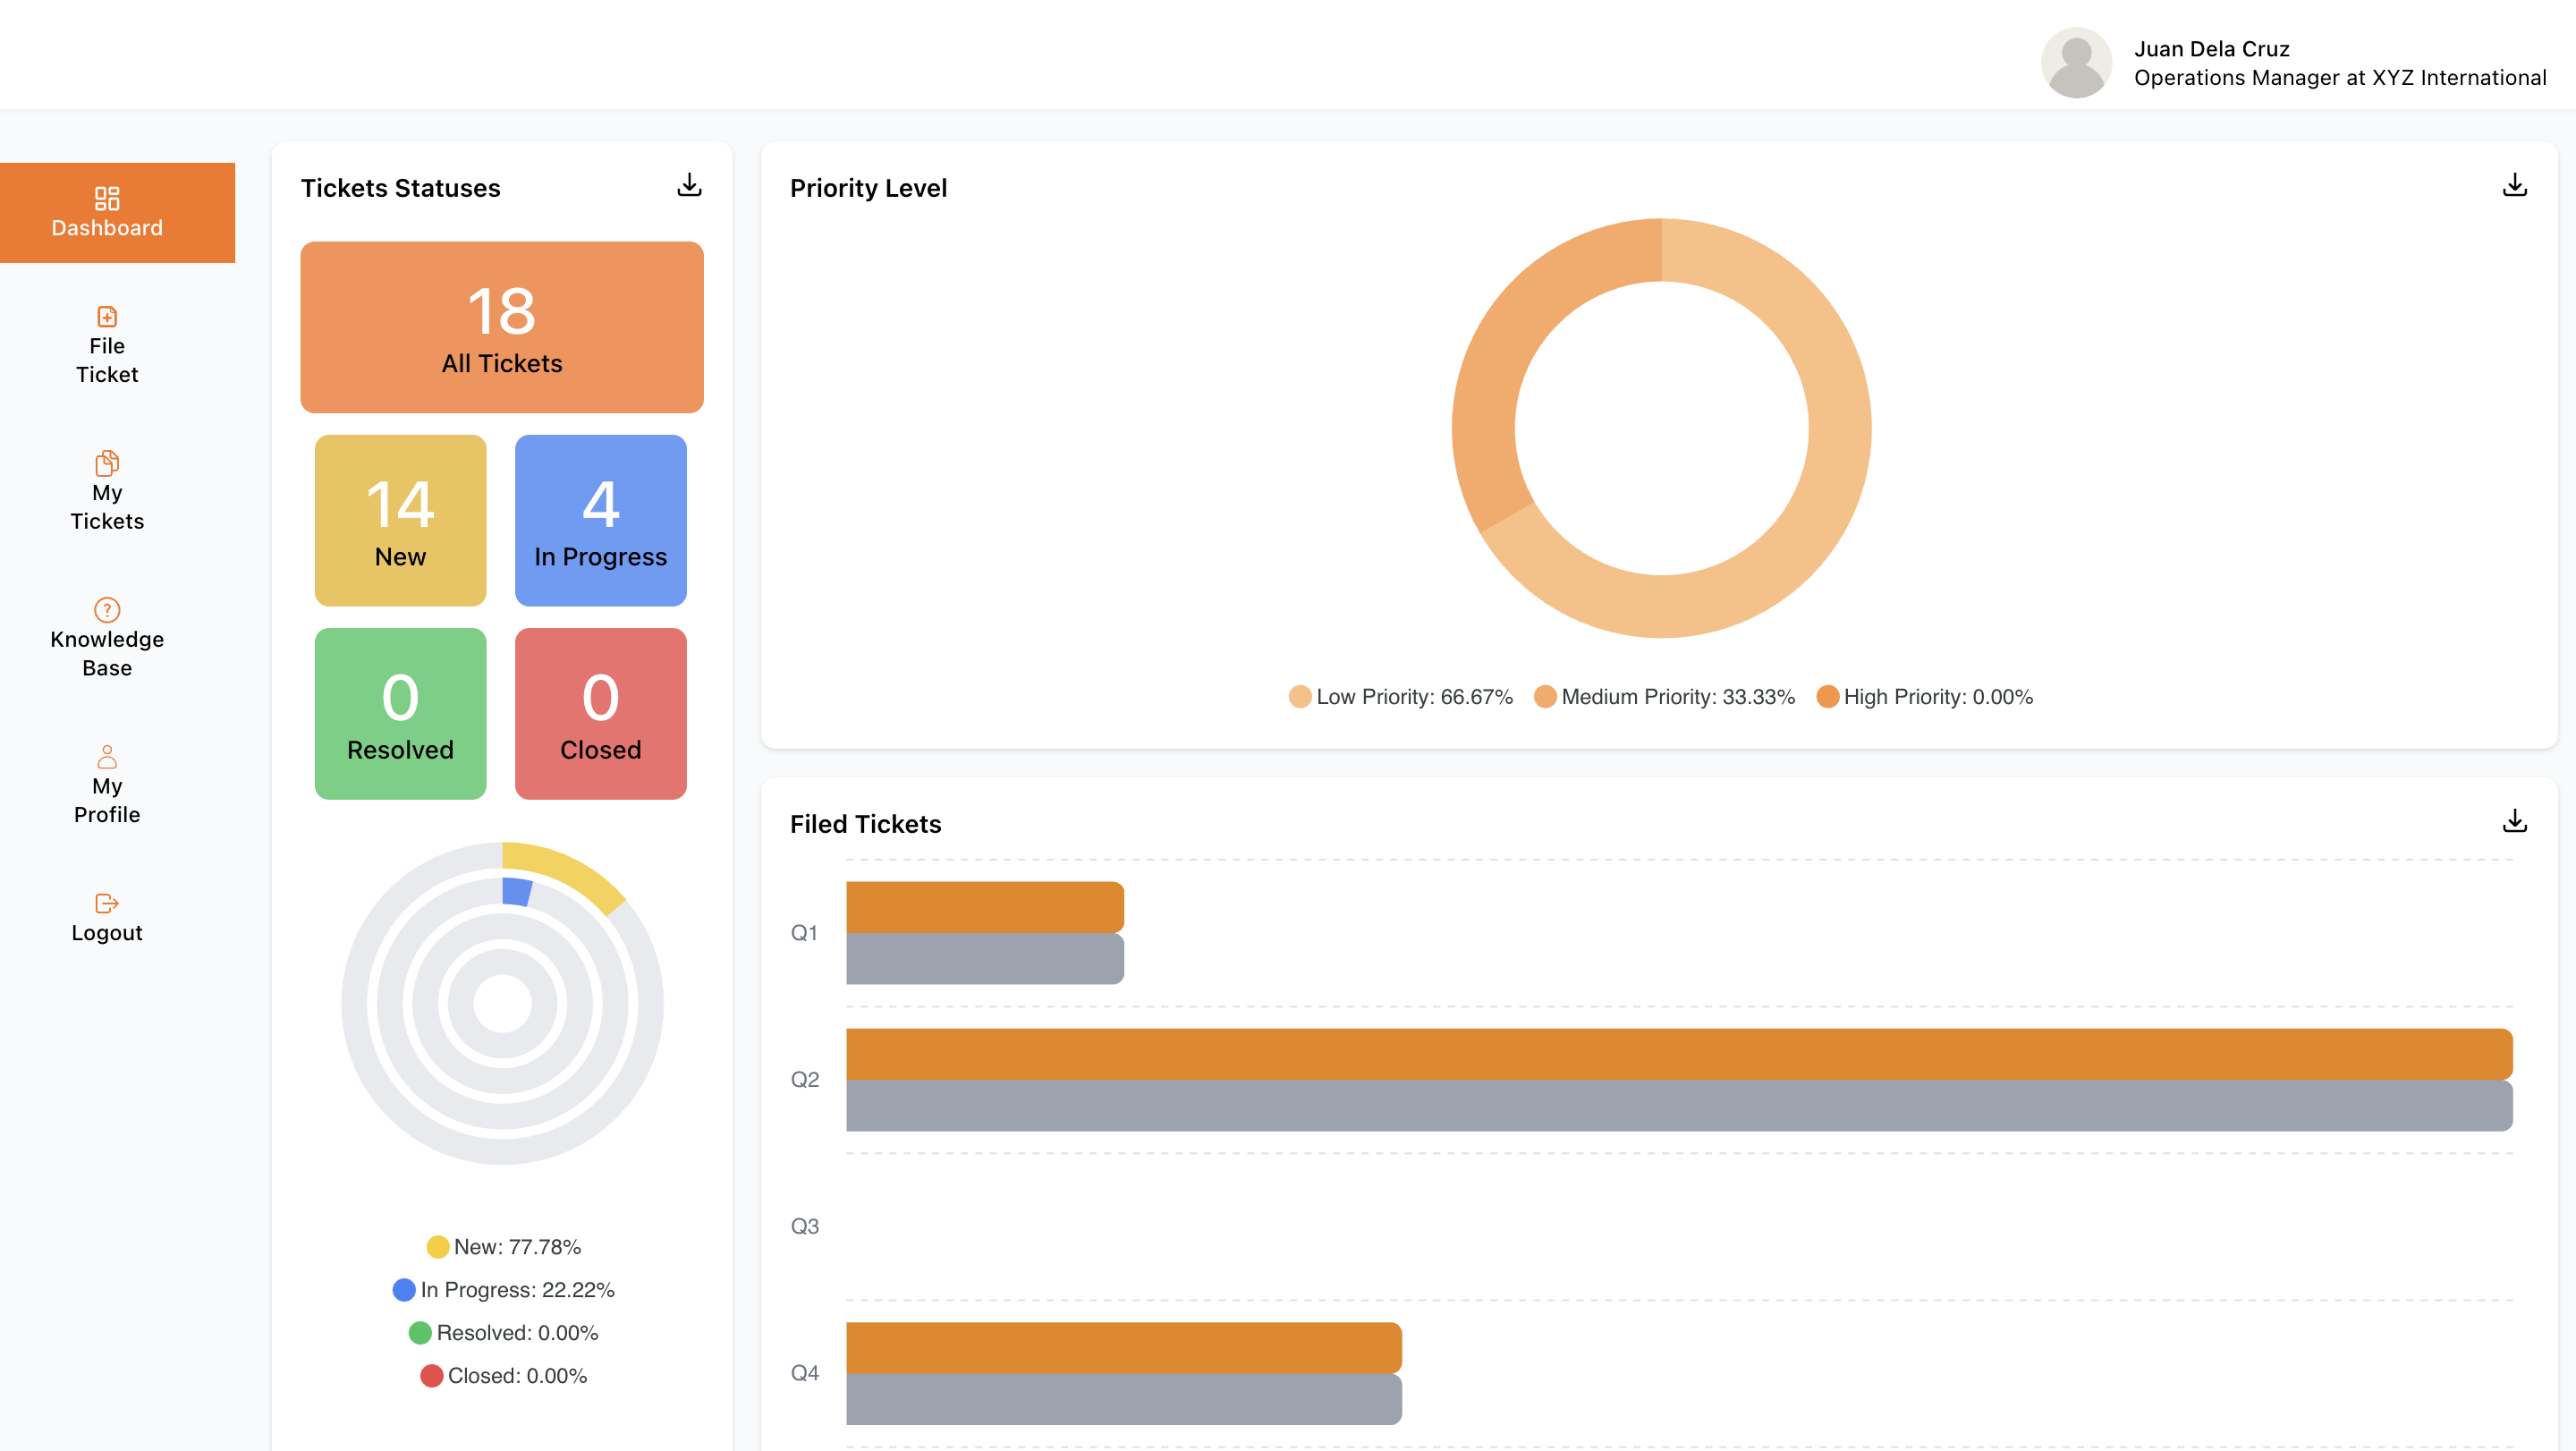 Juan Dela Cruz
Operations Manager at XYZ International
Dashboard
File
Ticket
My
Tickets
Knowledge
Base
My
Profile
Logout
Tickets Statuses
18
All Tickets
14
New
4
In Progress
0
Resolved
0
Closed
New: 77.78%
In Progress: 22.22%
Resolved: 0.00%
Closed: 0.00%
Priority Level
Low Priority: 66.67%
Medium Priority: 33.33%
High Priority: 0.00%
Filed Tickets
Q1
Q2
Q3
Q4